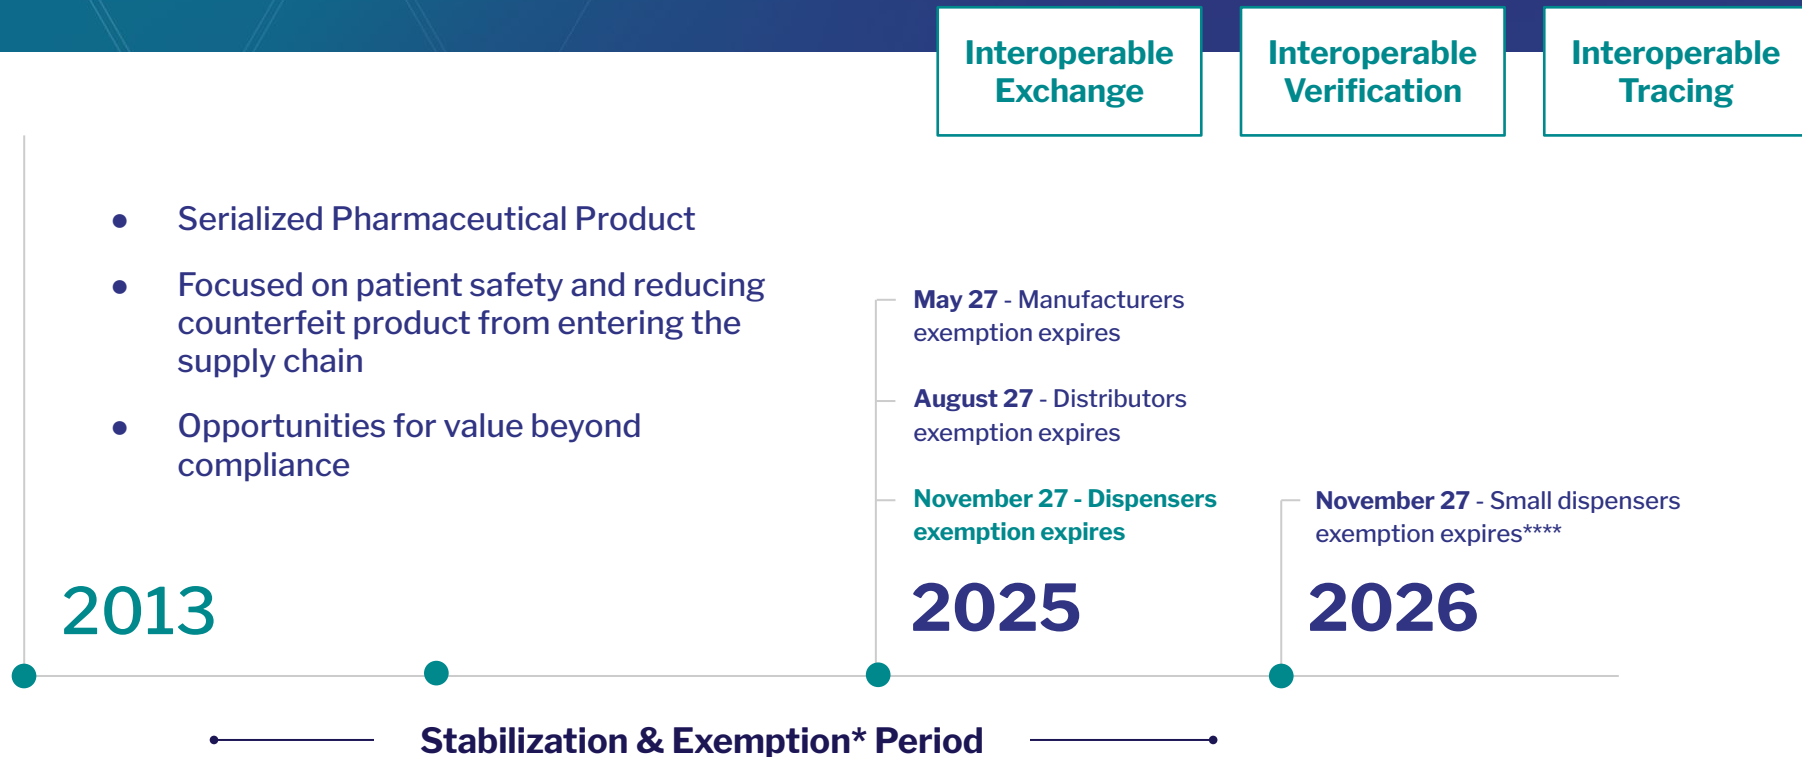 Interoperable
Exchange
Interoperable
Verification
Interoperable
Tracing
● Serialized Pharmaceutical Product
● Focused on patient safety and reducing
counterfeit product from entering the
supply chain
● Opportunities for value beyond
compliance
2013
May 27 - Manufacturers
exemption expires
August 27 - Distributors
exemption expires
November 27 - Dispensers
exemption expires
2025
November 27 - Small dispensers
exemption expires****
2026
Stabilization & Exemption* Period